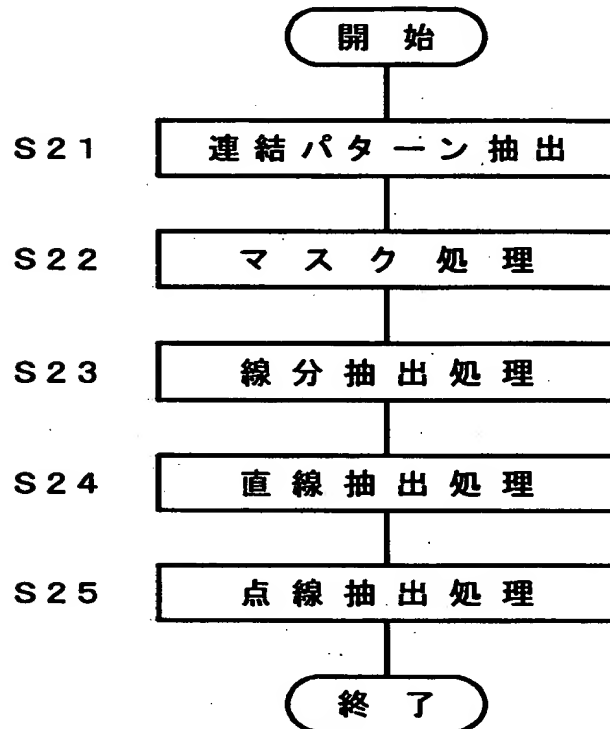 開始
S21 連結パターン抽出
S22 マスク処理
S23 線分抽出処理
S24 直線抽出処理
S25 点線抽出処理
終了